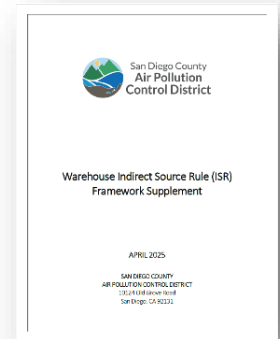 San Diego County
Air Pollution
Control District
Warehouse Indirect Source Rule (ISR)
Framework Supplement
APRIL 2025
SAN DIEGO COUNTY
AIR POLLUTION CONTROL DISTRICT
10124 Old Grove Road
San Diego, CA 92131